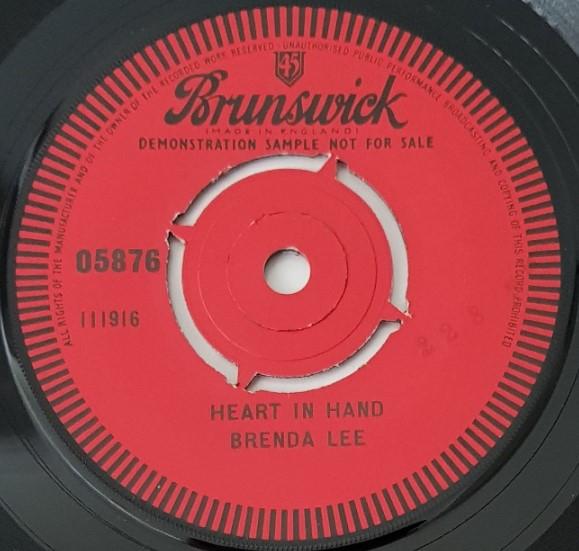 ALL RIGHTS OF THE MANUFACTURER AND OF THE OWNER OF THE RECORDED WORK RESERVED · UNAUTHORISED PUBLIC PERFORMANCE BROADCASTING AND COPYING OF THIS RECORD PROHIBITED
45
Brunswick
(MADE IN ENGLAND)
DEMONSTRATION SAMPLE NOT FOR SALE
05876
111916
228
HEART IN HAND
BRENDA LEE